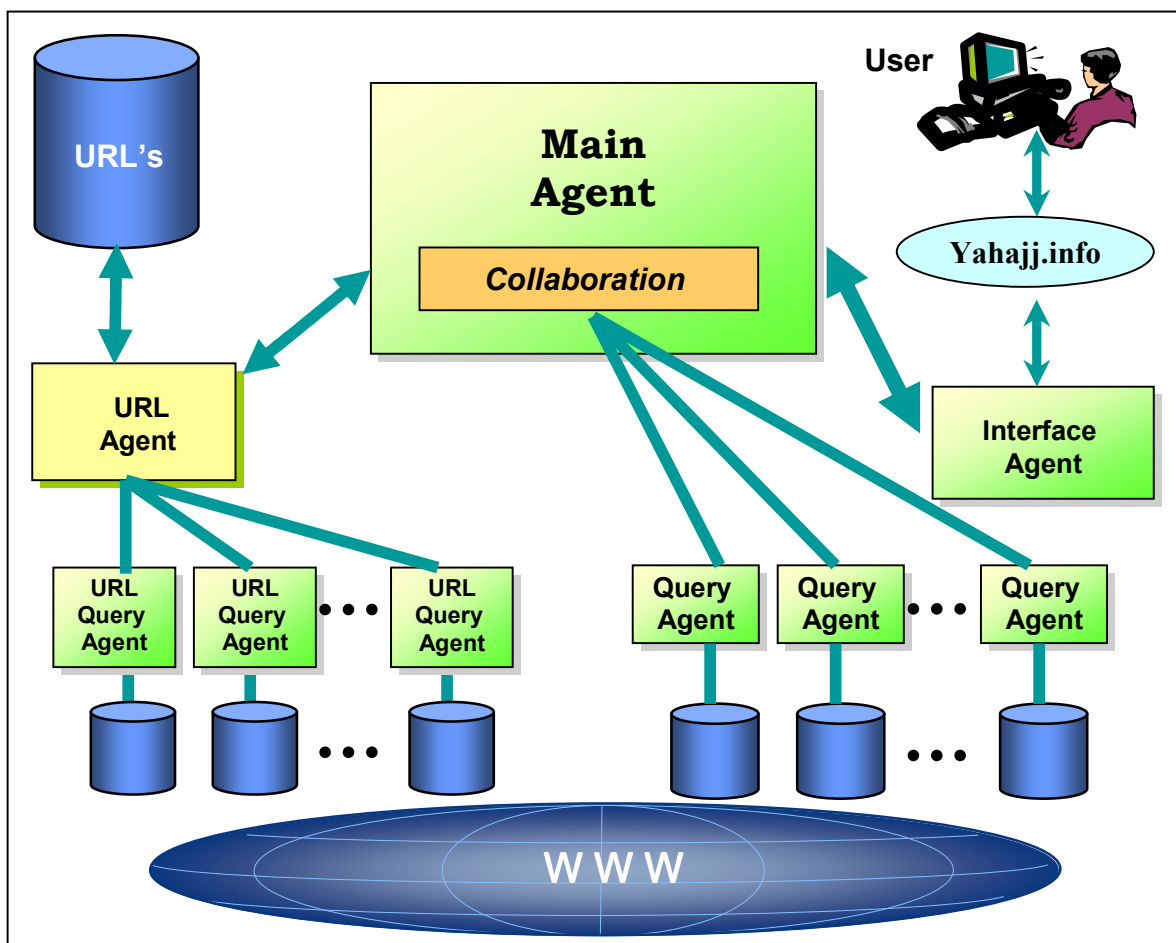 URL's
Main
Agent
Collaboration
User
Yahajj.info
URL
Agent
Interface
Agent
URL
Query
Agent
URL
Query
Agent
URL
Query
Agent
Query
Agent
Query
Agent
Query
Agent
W W W